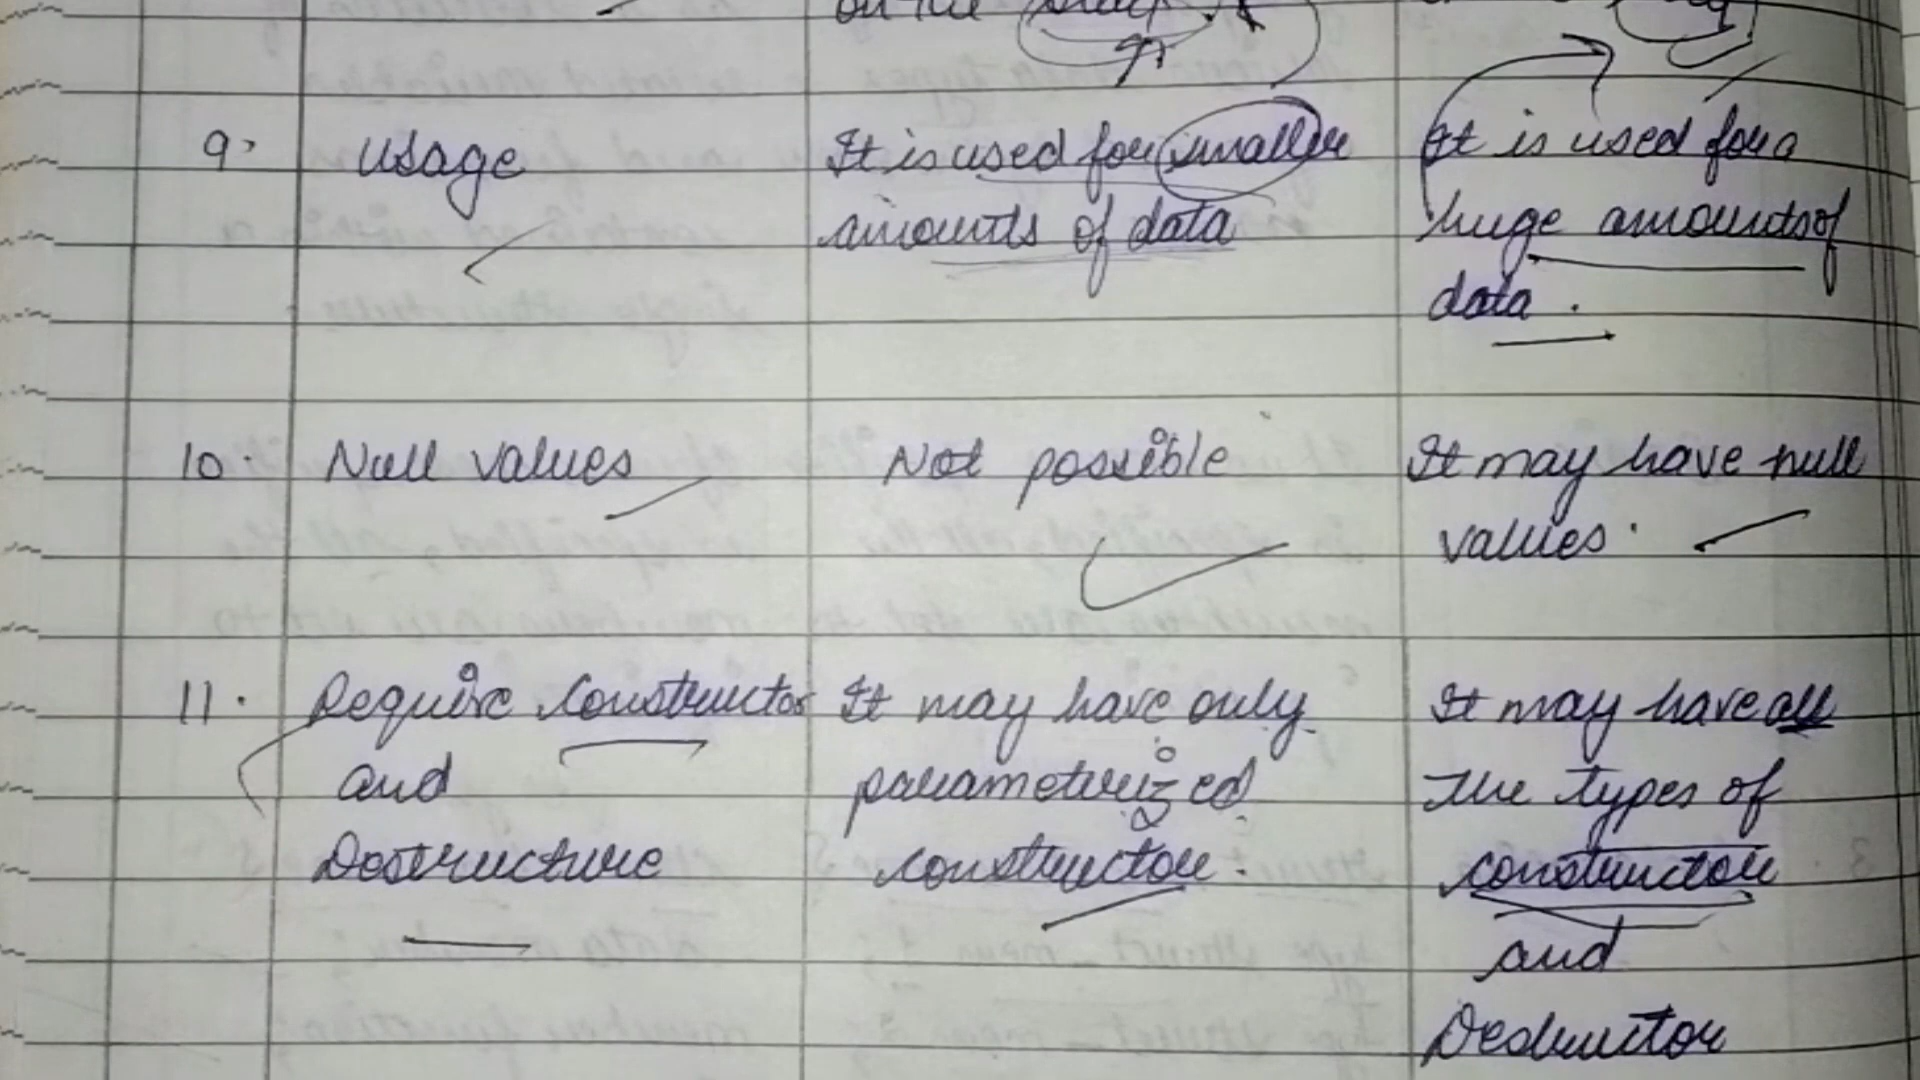 on the
9. Usage It is used for smaller It is used for a
amounts of data huge amounts of
data.
10. Null values Not possible It may have null
values.
11. Require Constructor It may have only It may have all
and parametrized the types of
Destructure constructor. constructor
and
Destructor